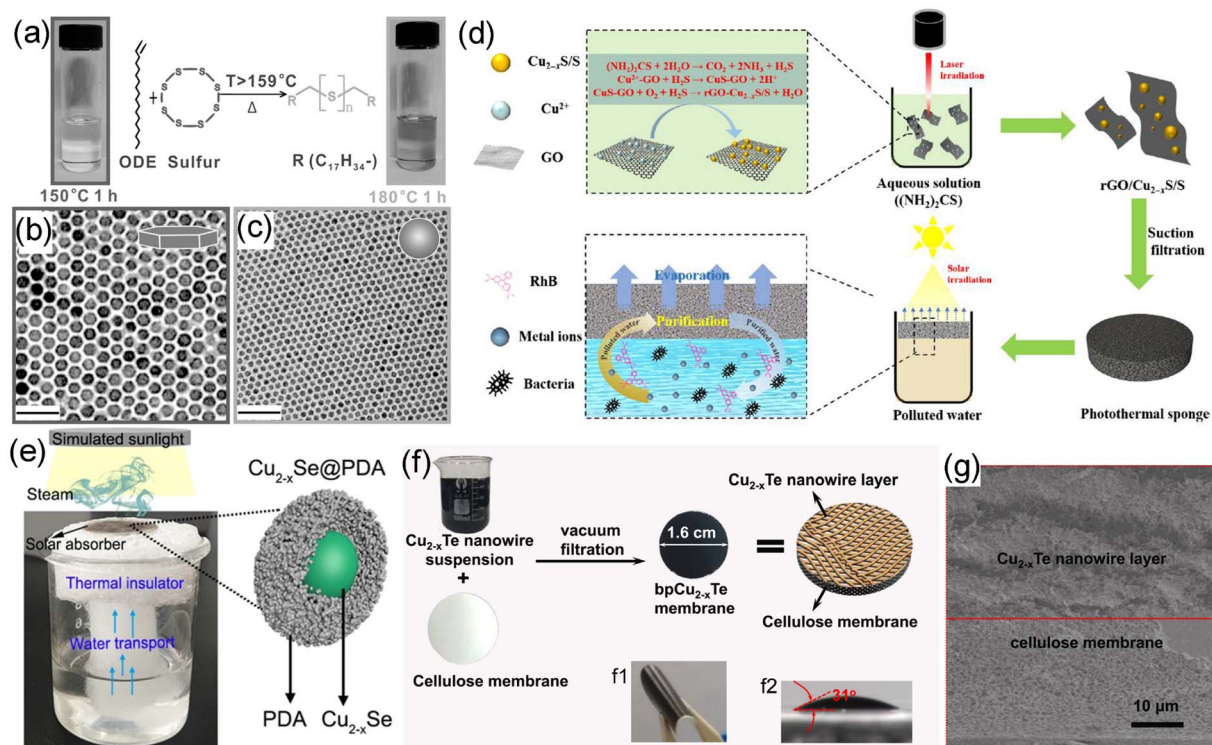 (a)
ODE
+
S
S
S
S
S
S
S
S
Sulfur
T>159°C
Δ
R
S
n
R
R (C₁₇H₃₄-)
150°C 1 h
180°C 1 h
(b)
(c)
(d)
Cu₂₋ₓS/S
Cu²⁺
GO
(NH₂)₂CS + 2H₂O → CO₂ + 2NH₃ + H₂S
Cu²⁺-GO + H₂S → CuS-GO + 2H⁺
CuS-GO + O₂ + H₂S → rGO-Cu₂₋ₓS/S + H₂O
Laser
irradiation
Aqueous solution
((NH₂)₂CS)
rGO/Cu₂₋ₓS/S
Suction
filtration
RhB
Metal ions
Bacteria
Evaporation
Purification
Polluted water
Purified water
Solar
irradiation
Polluted water
Photothermal sponge
(e)
Simulated sunlight
Steam
Solar absorber
Thermal insulator
Water transport
Cu₂₋ₓSe@PDA
PDA
Cu₂₋ₓSe
(f)
Cu₂₋ₓTe nanowire
suspension
+
Cellulose membrane
vacuum
filtration
1.6 cm
bpCu₂₋ₓTe
membrane
=
Cu₂₋ₓTe nanowire layer
Cellulose membrane
f1
f2
31°
(g)
Cu₂₋ₓTe nanowire layer
cellulose membrane
10 μm